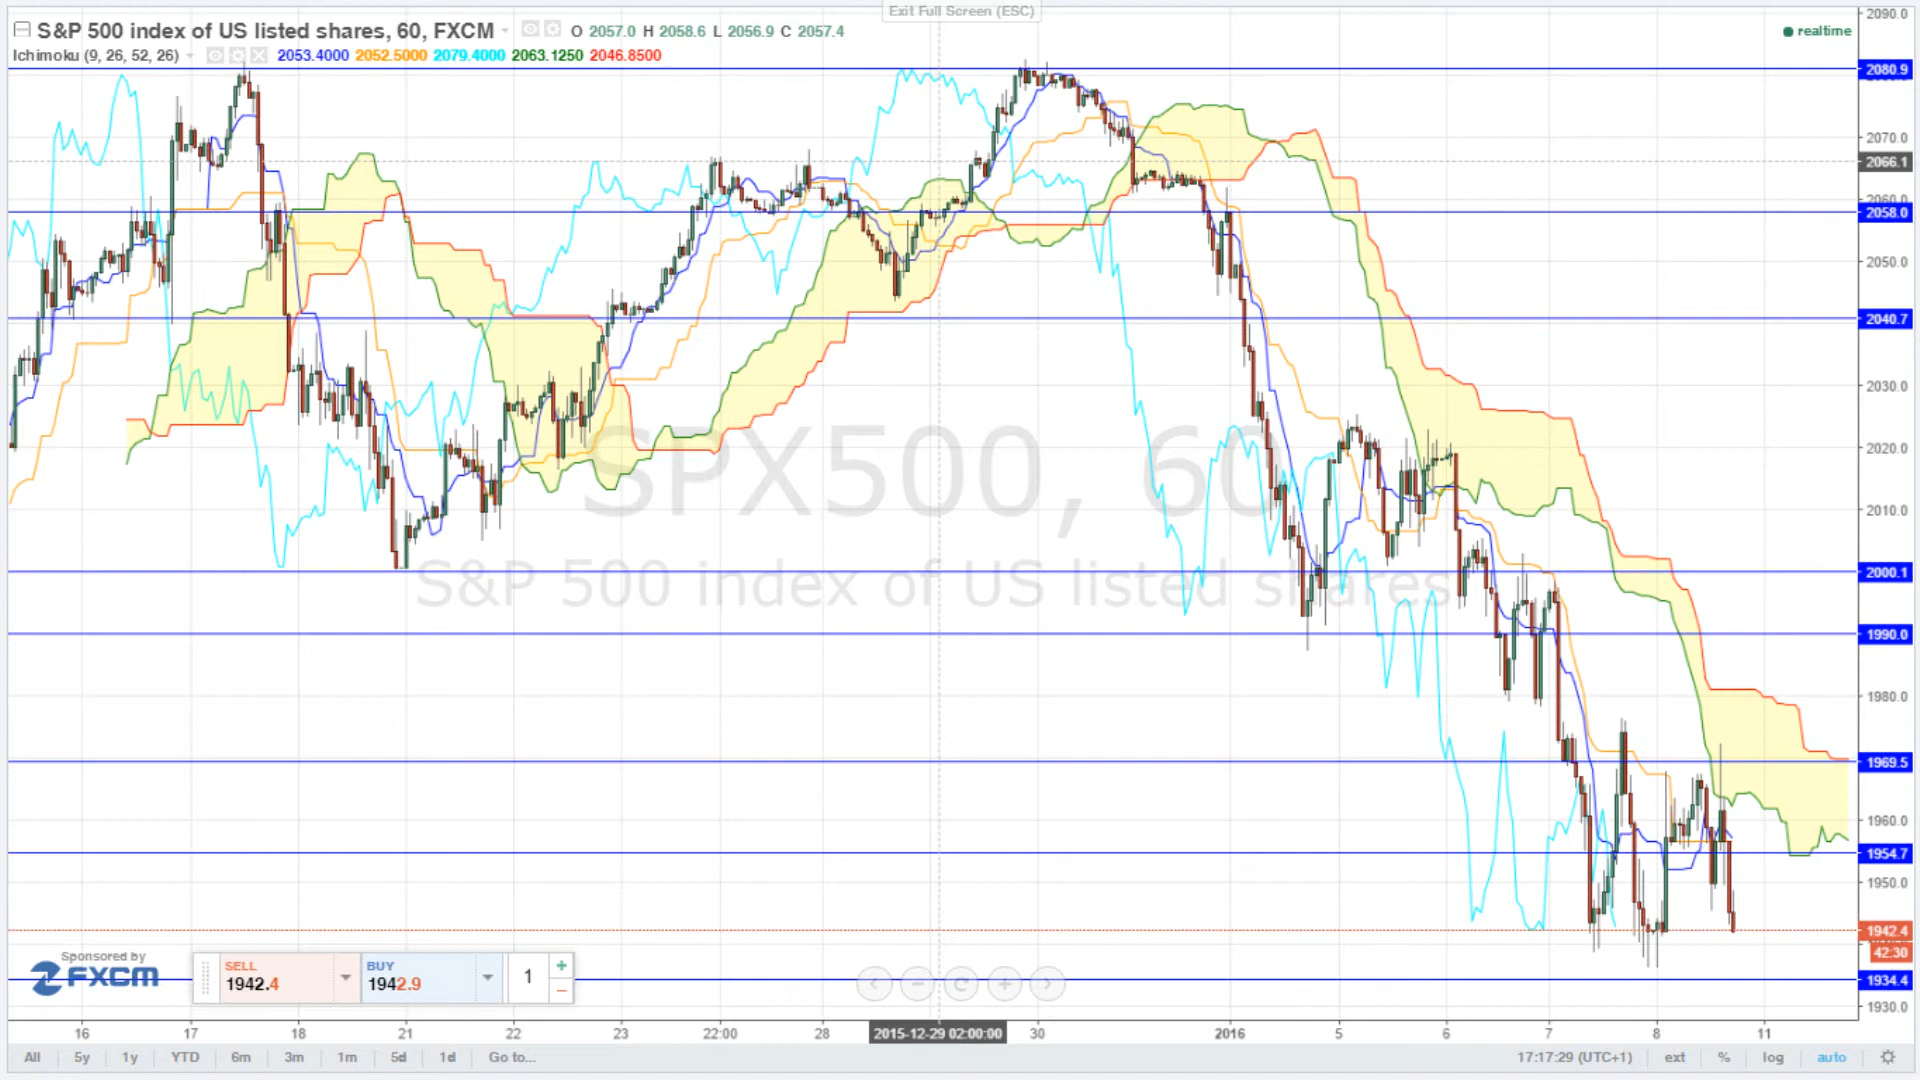 Exit Full Screen (ESC)
S&P 500 index of US listed shares, 60, FXCM O 2057.0 H 2058.6 L 2056.9 C 2057.4
realtime
Ichimoku (9, 26, 52, 26) 2053.4000 2052.5000 2079.4000 2063.1250 2046.8500
2090.0
2080.9
2070.0
2066.1
2060.0
2058.0
2050.0
2040.7
2030.0
2020.0
2010.0
2000.1
1990.0
1980.0
1969.5
1960.0
1954.7
1950.0
1942.4
42:30
1934.4
1930.0
SPX500, 60
S&P 500 index of US listed shares
Sponsored by
FXCM
SELL
1942.4
BUY
1942.9
1
16 17 18 21 22 23 22:00 28 2015-12-29 02:00:00 30 2016 5 6 7 8 11
All 5y 1y YTD 6m 3m 1m 5d 1d Go to... 17:17:29 (UTC+1) ext % log auto